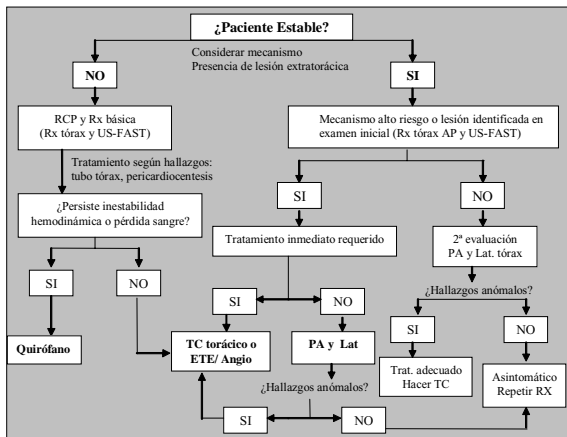 ¿Paciente Estable?
Considerar mecanismo
Presencia de lesión extratorácica
NO
SI
RCP y Rx básica
(Rx tórax y US-FAST)
Mecanismo alto riesgo o lesión identificada en
examen inicial (Rx tórax AP y US-FAST)
Tratamiento según hallazgos:
tubo tórax, pericardocentesis
SI
NO
¿Persiste inestabilidad
hemodinámica o pérdida sangre?
Tratamiento inmediato requerido
2ª evaluación
PA y Lat. tórax
SI
NO
SI
NO
¿Hallazgos anómalos?
SI
NO
Quirófano
TC torácico o
ETE/ Angio
PA y Lat
Trat. adecuado
Hacer TC
Asintomático
Repetir RX
¿Hallazgos anómalos?
SI
NO